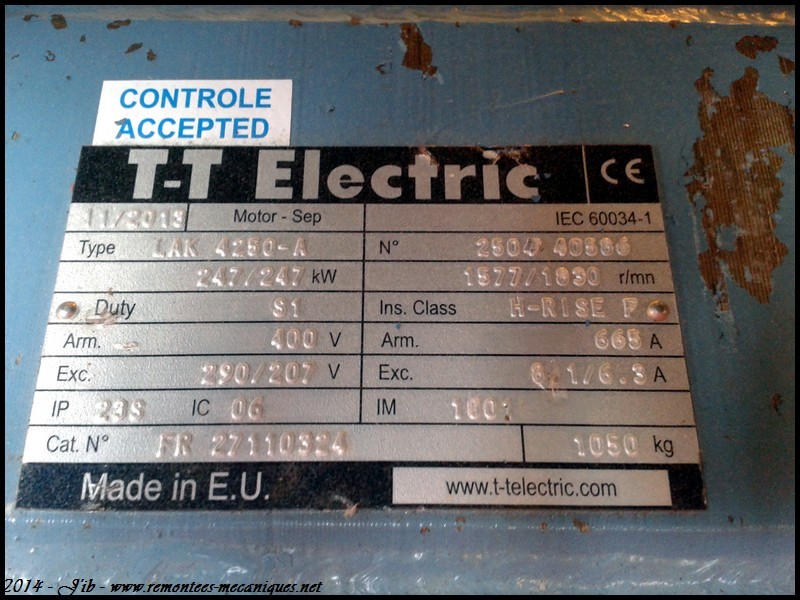 CONTROLE
ACCEPTED
T-T Electric CE
11/2013 Motor - Sep IEC 60034-1
Type LAK 4250-A N° 2504 40586
247/247 kW 1577/1830 r/mn
Duty S1 Ins. Class H-RISE F
Arm. 400 V Arm. 665 A
Exc. 290/207 V Exc. A
IP 23S IC 06 IM 1001
Cat. N° FR 27110324 1050 kg
Made in E.U. www.t-telectric.com
2014 - Jib - www.remontees-mecaniques.net